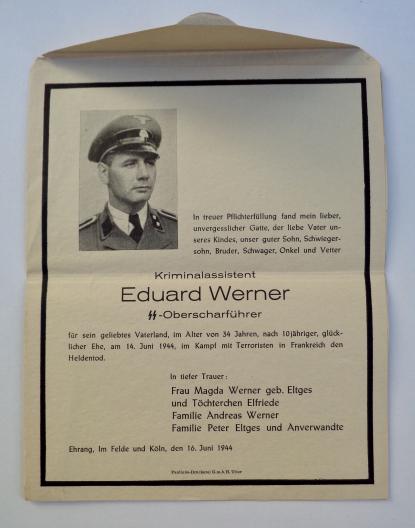 In treuer Pflichterfüllung fand mein lieber,
unvergesslicher Gatte, der liebe Vater un-
seres Kindes, unser guter Sohn, Schwieger-
sohn, Bruder, Schwager, Onkel und Vetter
Kriminalassistent
Eduard Werner
ᛋᛋ-Oberscharführer
für sein geliebtes Vaterland, im Alter von 34 Jahren, nach 10jähriger, glück-
licher Ehe, am 14. Juni 1944, im Kampf mit Terroristen in Frankreich den
Heldentod.
In tiefer Trauer:
Frau Magda Werner geb. Eltges
und Töchterchen Elfriede
Familie Andreas Werner
Familie Peter Eltges und Anverwandte
Ehrang, Im Felde und Köln, den 16. Juni 1944
Paulinus-Druckerei G.m.b.H. Trier